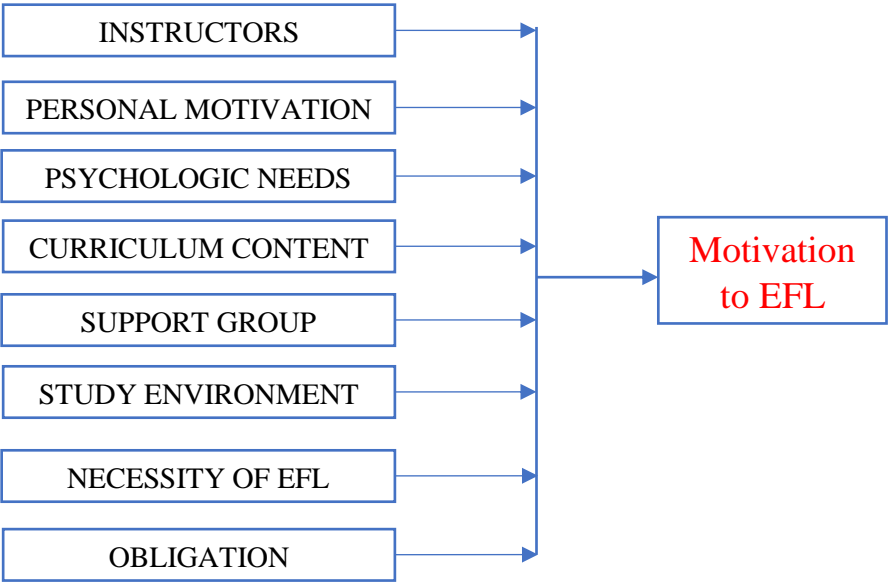 INSTRUCTORS
PERSONAL MOTIVATION
PSYCHOLOGIC NEEDS
CURRICULUM CONTENT
SUPPORT GROUP
STUDY ENVIRONMENT
NECESSITY OF EFL
OBLIGATION
Motivation
to EFL